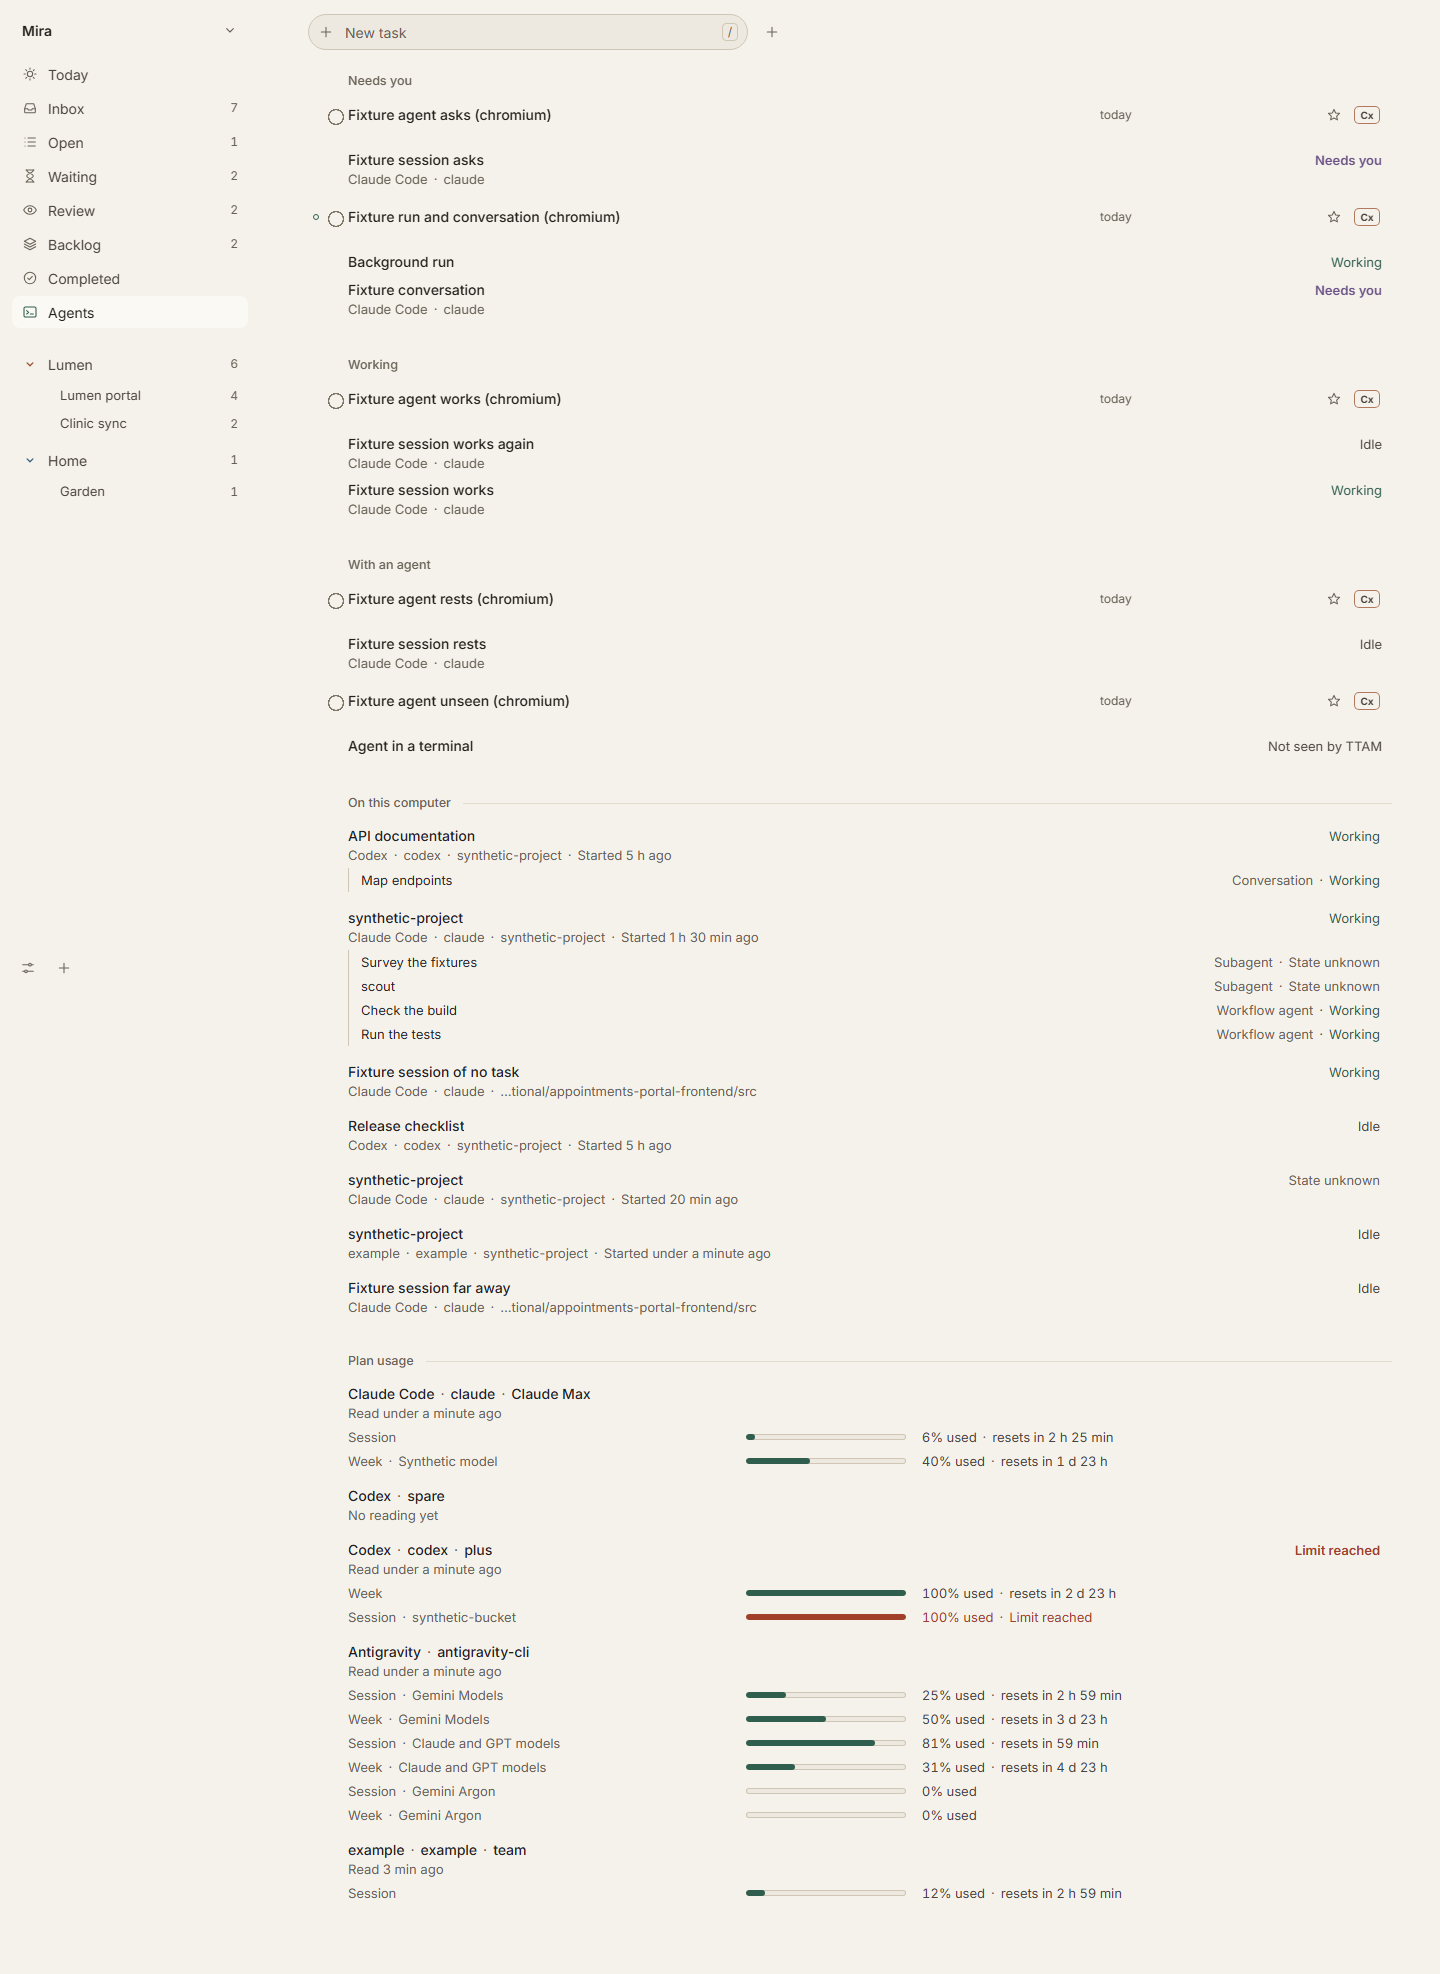 Mira
Today
Inbox 7
Open 1
Waiting 2
Review 2
Backlog 2
Completed
Agents
Lumen 6
Lumen portal 4
Clinic sync 2
Home 1
Garden 1
New task /
Needs you
Fixture agent asks (chromium) today Cx
Fixture session asks Needs you
Claude Code · claude
Fixture run and conversation (chromium) today Cx
Background run Working
Fixture conversation Needs you
Claude Code · claude
Working
Fixture agent works (chromium) today Cx
Fixture session works again Idle
Claude Code · claude
Fixture session works Working
Claude Code · claude
With an agent
Fixture agent rests (chromium) today Cx
Fixture session rests Idle
Claude Code · claude
Fixture agent unseen (chromium) today Cx
Agent in a terminal Not seen by TTAM
On this computer
API documentation Working
Codex · codex · synthetic-project · Started 5 h ago
Map endpoints Conversation · Working
synthetic-project Working
Claude Code · claude · synthetic-project · Started 1 h 30 min ago
Survey the fixtures Subagent · State unknown
scout Subagent · State unknown
Check the build Workflow agent · Working
Run the tests Workflow agent · Working
Fixture session of no task Working
Claude Code · claude · ...tional/appointments-portal-frontend/src
Release checklist Idle
Codex · codex · synthetic-project · Started 5 h ago
synthetic-project State unknown
Claude Code · claude · synthetic-project · Started 20 min ago
synthetic-project Idle
example · example · synthetic-project · Started under a minute ago
Fixture session far away Idle
Claude Code · claude · ...tional/appointments-portal-frontend/src
Plan usage
Claude Code · claude · Claude Max
Read under a minute ago
Session 6% used · resets in 2 h 25 min
Week · Synthetic model 40% used · resets in 1 d 23 h
Codex · spare
No reading yet
Codex · codex · plus Limit reached
Read under a minute ago
Week 100% used · resets in 2 d 23 h
Session · synthetic-bucket 100% used · Limit reached
Antigravity · antigravity-cli
Read under a minute ago
Session · Gemini Models 25% used · resets in 2 h 59 min
Week · Gemini Models 50% used · resets in 3 d 23 h
Session · Claude and GPT models 81% used · resets in 59 min
Week · Claude and GPT models 31% used · resets in 4 d 23 h
Session · Gemini Argon 0% used
Week · Gemini Argon 0% used
example · example · team
Read 3 min ago
Session 12% used · resets in 2 h 59 min